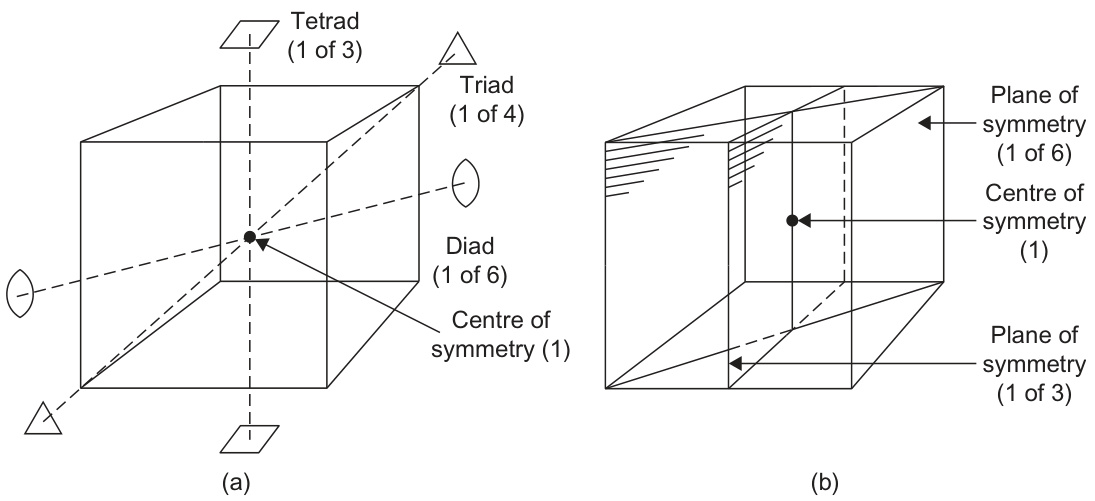 Tetrad
(1 of 3)
Triad
(1 of 4)
Diad
(1 of 6)
Centre of
symmetry (1)
(a)
Plane of
symmetry
(1 of 6)
Centre of
symmetry
(1)
Plane of
symmetry
(1 of 3)
(b)